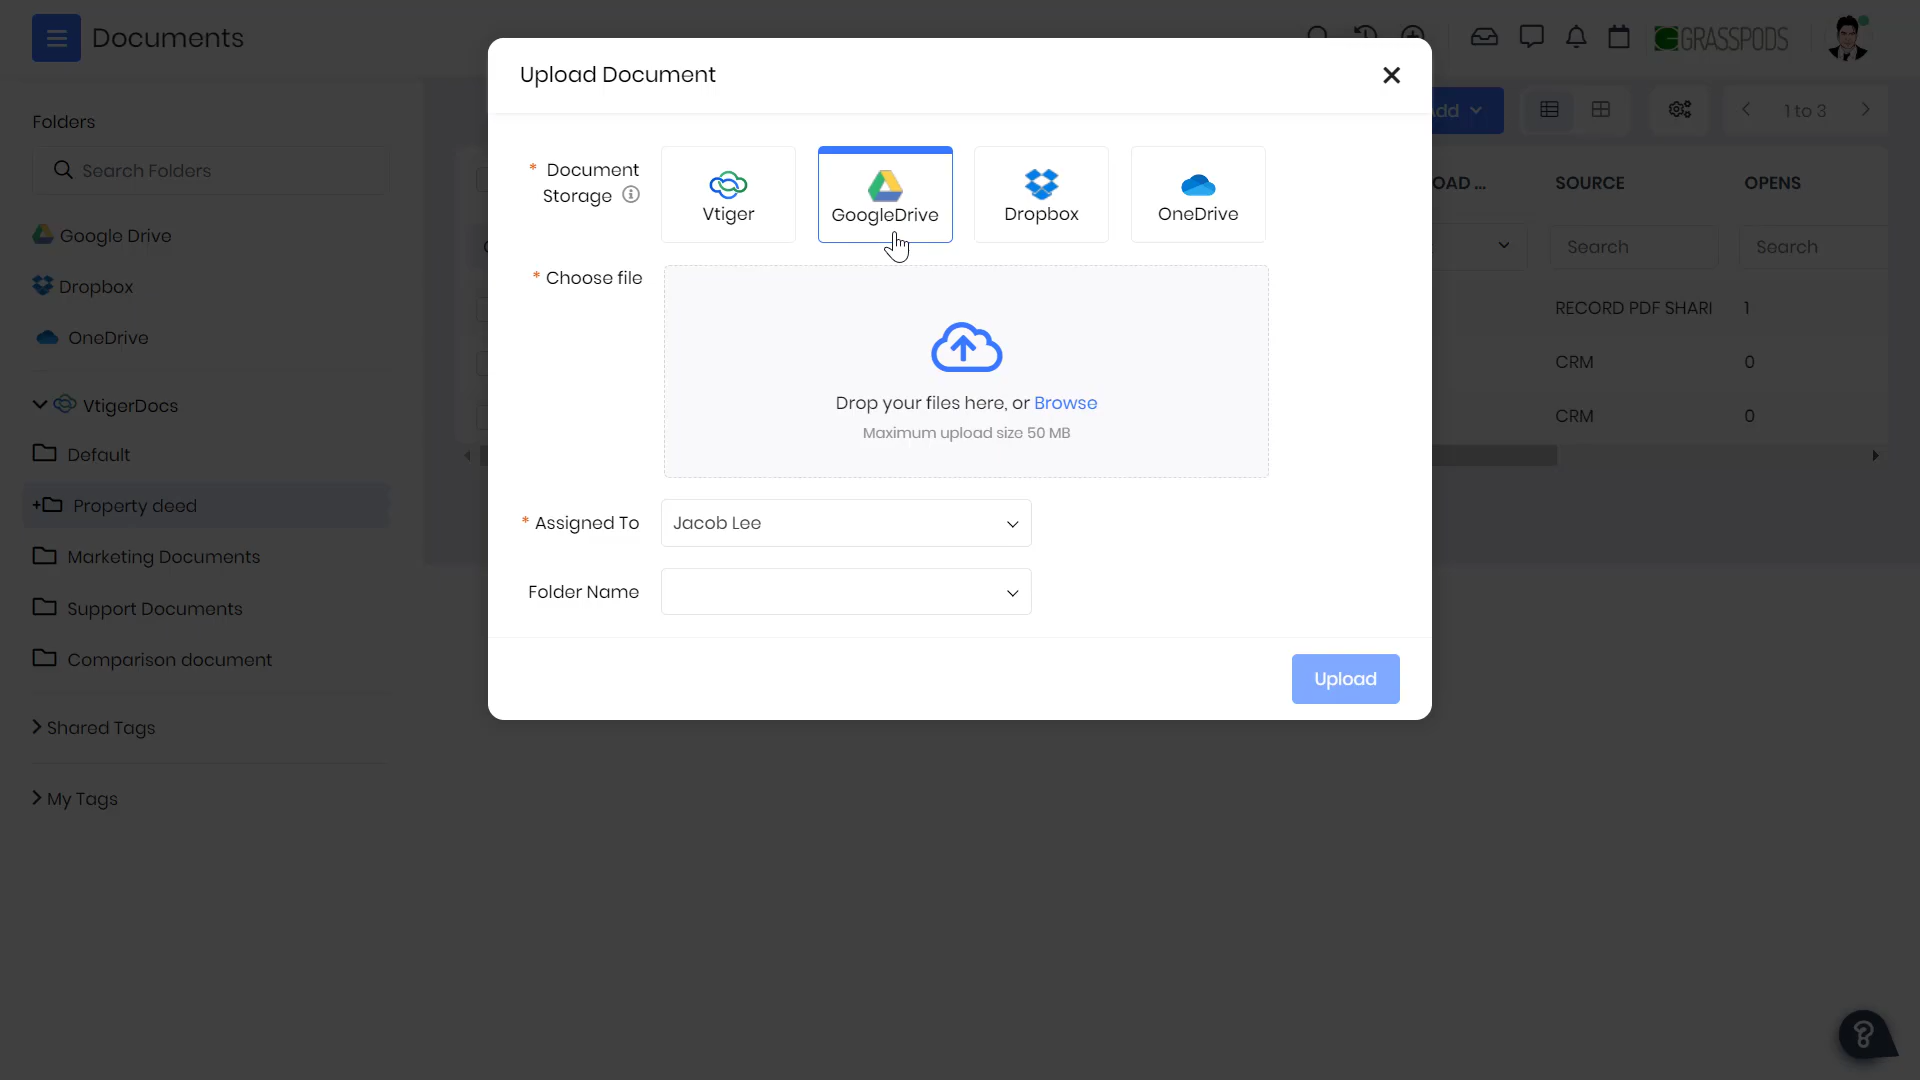 Documents
GRASSPODS
Upload Document
Folders
Search Folders
Google Drive
Dropbox
OneDrive
VtigerDocs
Default
Property deed
Marketing Documents
Support Documents
Comparison document
Shared Tags
My Tags
* Document
Storage
Vtiger
GoogleDrive
Dropbox
OneDrive
* Choose file
Drop your files here, or Browse
Maximum upload size 50 MB
* Assigned To
Jacob Lee
Folder Name
Upload
1 to 3
OAD ...
SOURCE
OPENS
Search
Search
RECORD PDF SHARI
1
CRM
0
CRM
0